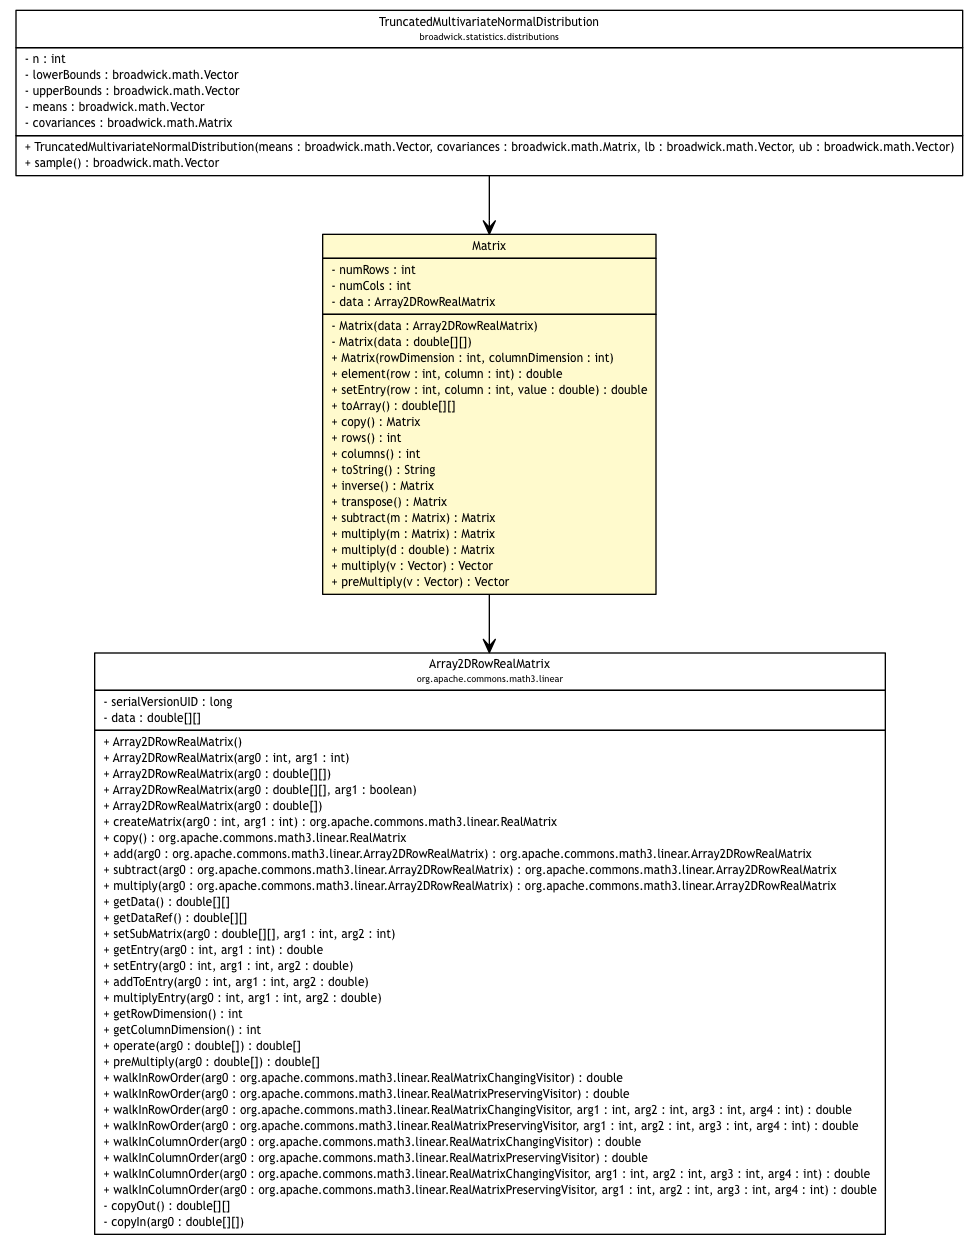 TruncatedMultivariateNormalDistribution
broadwick.statistics.distributions
- n : int
- lowerBounds : broadwick.math.Vector
- upperBounds : broadwick.math.Vector
- means : broadwick.math.Vector
- covariances : broadwick.math.Matrix
+ TruncatedMultivariateNormalDistribution(means : broadwick.math.Vector, covariances : broadwick.math.Matrix, lb : broadwick.math.Vector, ub : broadwick.math.Vector)
+ sample() : broadwick.math.Vector
Matrix
- numRows : int
- numCols : int
- data : Array2DRowRealMatrix
- Matrix(data : Array2DRowRealMatrix)
- Matrix(data : double[][])
+ Matrix(rowDimension : int, columnDimension : int)
+ element(row : int, column : int) : double
+ setEntry(row : int, column : int, value : double) : double
+ toArray() : double[][]
+ copy() : Matrix
+ rows() : int
+ columns() : int
+ toString() : String
+ inverse() : Matrix
+ transpose() : Matrix
+ subtract(m : Matrix) : Matrix
+ multiply(m : Matrix) : Matrix
+ multiply(d : double) : Matrix
+ multiply(v : Vector) : Vector
+ preMultiply(v : Vector) : Vector
Array2DRowRealMatrix
org.apache.commons.math3.linear
- serialVersionUID : long
- data : double[][]
+ Array2DRowRealMatrix()
+ Array2DRowRealMatrix(arg0 : int, arg1 : int)
+ Array2DRowRealMatrix(arg0 : double[][])
+ Array2DRowRealMatrix(arg0 : double[][], arg1 : boolean)
+ Array2DRowRealMatrix(arg0 : double[])
+ createMatrix(arg0 : int, arg1 : int) : org.apache.commons.math3.linear.RealMatrix
+ copy() : org.apache.commons.math3.linear.RealMatrix
+ add(arg0 : org.apache.commons.math3.linear.Array2DRowRealMatrix) : org.apache.commons.math3.linear.Array2DRowRealMatrix
+ subtract(arg0 : org.apache.commons.math3.linear.Array2DRowRealMatrix) : org.apache.commons.math3.linear.Array2DRowRealMatrix
+ multiply(arg0 : org.apache.commons.math3.linear.Array2DRowRealMatrix) : org.apache.commons.math3.linear.Array2DRowRealMatrix
+ getData() : double[][]
+ getDataRef() : double[][]
+ setSubMatrix(arg0 : double[][], arg1 : int, arg2 : int)
+ getEntry(arg0 : int, arg1 : int) : double
+ setEntry(arg0 : int, arg1 : int, arg2 : double)
+ addToEntry(arg0 : int, arg1 : int, arg2 : double)
+ multiplyEntry(arg0 : int, arg1 : int, arg2 : double)
+ getRowDimension() : int
+ getColumnDimension() : int
+ operate(arg0 : double[]) : double[]
+ preMultiply(arg0 : double[]) : double[]
+ walkInRowOrder(arg0 : org.apache.commons.math3.linear.RealMatrixChangingVisitor) : double
+ walkInRowOrder(arg0 : org.apache.commons.math3.linear.RealMatrixPreservingVisitor) : double
+ walkInRowOrder(arg0 : org.apache.commons.math3.linear.RealMatrixChangingVisitor, arg1 : int, arg2 : int, arg3 : int, arg4 : int) : double
+ walkInRowOrder(arg0 : org.apache.commons.math3.linear.RealMatrixPreservingVisitor, arg1 : int, arg2 : int, arg3 : int, arg4 : int) : double
+ walkInColumnOrder(arg0 : org.apache.commons.math3.linear.RealMatrixChangingVisitor) : double
+ walkInColumnOrder(arg0 : org.apache.commons.math3.linear.RealMatrixPreservingVisitor) : double
+ walkInColumnOrder(arg0 : org.apache.commons.math3.linear.RealMatrixChangingVisitor, arg1 : int, arg2 : int, arg3 : int, arg4 : int) : double
+ walkInColumnOrder(arg0 : org.apache.commons.math3.linear.RealMatrixPreservingVisitor, arg1 : int, arg2 : int, arg3 : int, arg4 : int) : double
- copyOut() : double[][]
- copyIn(arg0 : double[][])